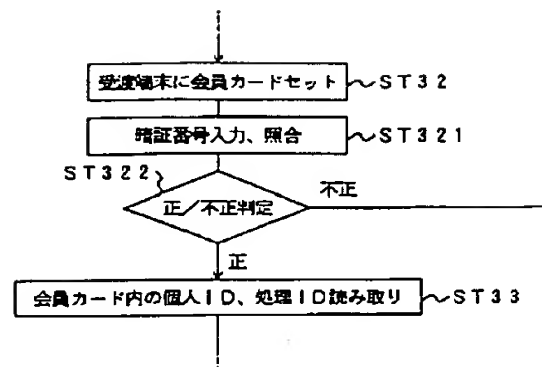 受渡端末に会員カードセット ST32
暗証番号入力、照合 ST321
ST322
正／不正判定 不正
正
会員カード内の個人ID、処理ID読み取り ST33